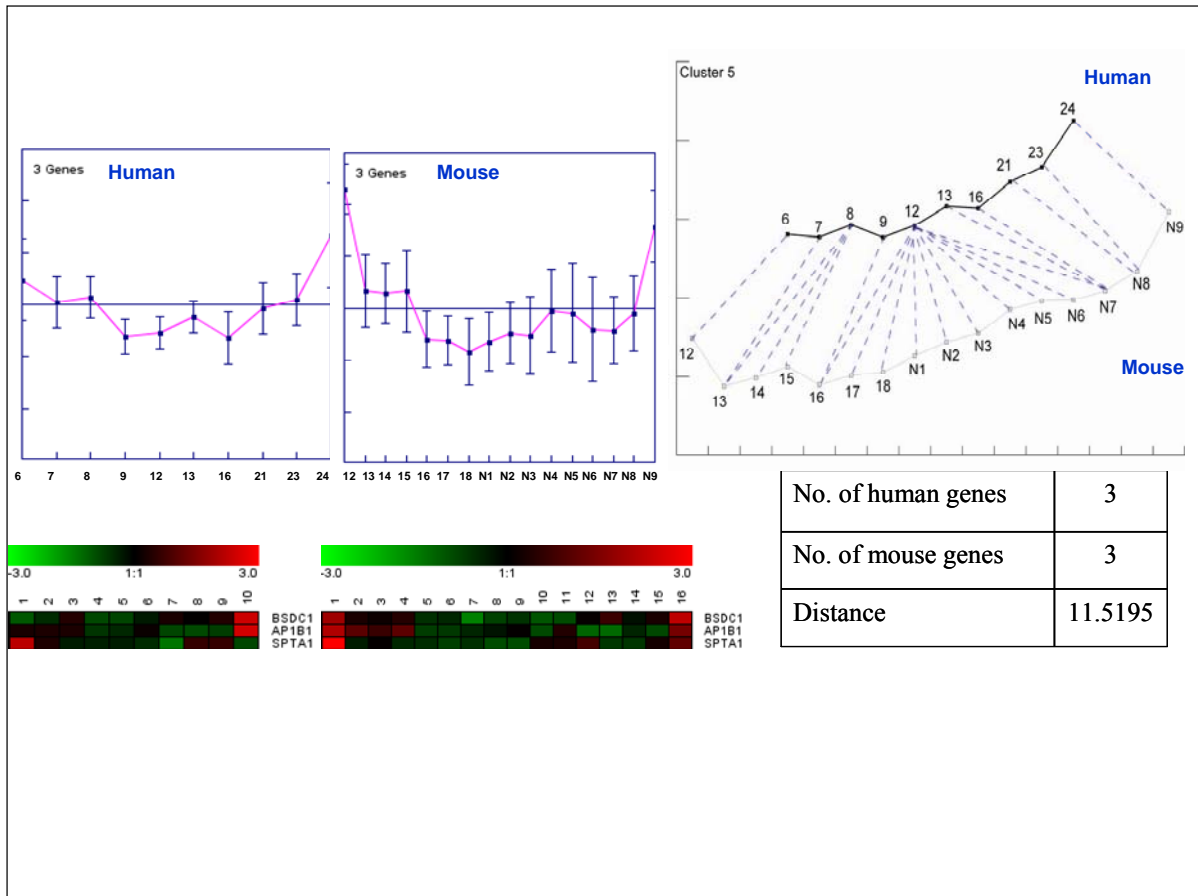 3 Genes Human
6 7 8 9 12 13 16 21 23 24
3 Genes Mouse
12 13 14 15 16 17 18 N1 N2 N3 N4 N5 N6 N7 N8 N9
Cluster 5
Human
6 7 8 9 12 13 16 21 23 24
12 13 14 15 16 17 18 N1 N2 N3 N4 N5 N6 N7 N8 N9
Mouse
-3.0 1:1 3.0
1 2 3 4 5 6 7 8 9 10
BSDC1
AP1B1
SPTA1
-3.0 1:1 3.0
1 2 3 4 5 6 7 8 9 10 11 12 13 14 15 16
BSDC1
AP1B1
SPTA1
No. of human genes 3
No. of mouse genes 3
Distance 11.5195